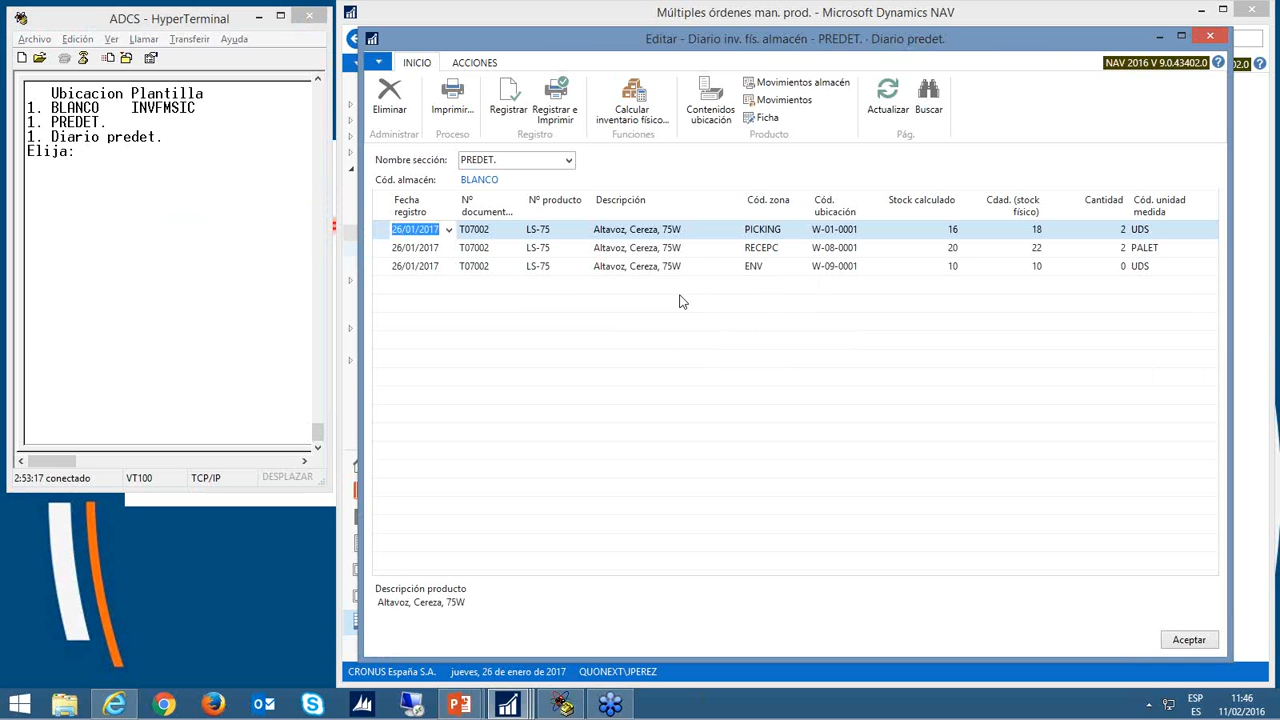 ADCS - HyperTerminal
Archivo Edición Ver Llamar Transferir Ayuda
Ubicacion Plantilla
1. BLANCO INVFMSIC
1. PREDET.
1. Diario predet.
Elija:
2:53:17 conectado VT100 TCP/IP DESPLAZAR
Múltiples órdenes man. prod. - Microsoft Dynamics NAV
Editar - Diario inv. fís. almacén - PREDET. · Diario predet.
INICIO ACCIONES
NAV 2016 V 9.0.43402.0
02.0
Eliminar
Imprimir...
Registrar
Registrar e Imprimir
Calcular inventario físico...
Contenidos ubicación
Movimientos almacén
Movimientos
Ficha
Actualizar
Buscar
Administrar Proceso Registro Funciones Producto Pág.
Nombre sección: PREDET.
Cód. almacén: BLANCO
Fecha registro Nº document... Nº producto Descripción Cód. zona Cód. ubicación Stock calculado Cdad. (stock físico) Cantidad Cód. unidad medida
26/01/2017 T07002 LS-75 Altavoz, Cereza, 75W PICKING W-01-0001 16 18 2 UDS
26/01/2017 T07002 LS-75 Altavoz, Cereza, 75W RECEPC W-08-0001 20 22 2 PALET
26/01/2017 T07002 LS-75 Altavoz, Cereza, 75W ENV W-09-0001 10 10 0 UDS
Descripción producto
Altavoz, Cereza, 75W
Aceptar
CRONUS España S.A. jueves, 26 de enero de 2017 QUONEXT\JPEREZ
ESP
ES
11:46
11/02/2016